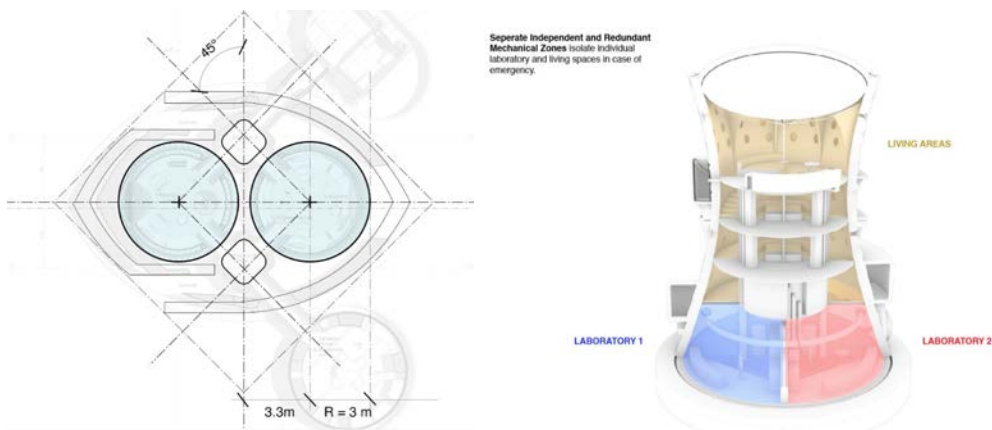 45°
3.3m
R = 3 m
Seperate Independent and Redundant
Mechanical Zones isolate individual
laboratory and living spaces in case of
emergency.
LIVING AREAS
LABORATORY 1
LABORATORY 2